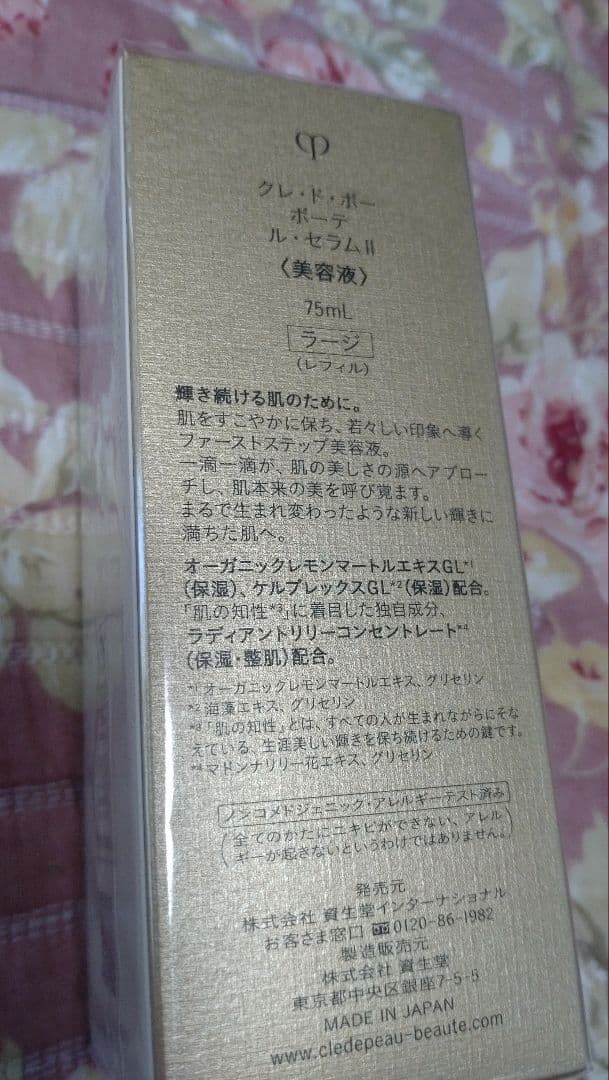 クレ・ド・ポー
ボーテ
ル・セラムII
〈美容液〉
75mL
ラージ
(レフィル)
輝き続ける肌のために。
肌をすこやかに保ち、若々しい印象へ導く
ファーストステップ美容液。
一滴一滴が、肌の美しさの源へアプロー
チし、肌本来の美を呼び覚ます。
まるで生まれ変わったような新しい輝きに
満ちた肌へ。
オーガニックレモンマートルエキスGL*1
(保湿)、ケルプレックスGL*2(保湿)配合。
「肌の知性*3」に着目した独自成分、
ラディアントリリーコンセントレート*4
(保湿・整肌)配合。
*1 オーガニックレモンマートルエキス、グリセリン
*2 海藻エキス、グリセリン
*3「肌の知性」とは、すべての人が生まれながらにそな
えている、生涯美しい輝きを保ち続けるための鍵です。
*4 マドンナリリー花エキス、グリセリン
ノンコメドジェニック・アレルギーテスト済み
(全てのかたにニキビができない、アレル
ギーが起きないというわけではありません。)
発売元
株式会社 資生堂インターナショナル
お客さま窓口 0120-86-1982
製造販売元
株式会社 資生堂
東京都中央区銀座7-5-5
MADE IN JAPAN
www.cledepeau-beaute.com